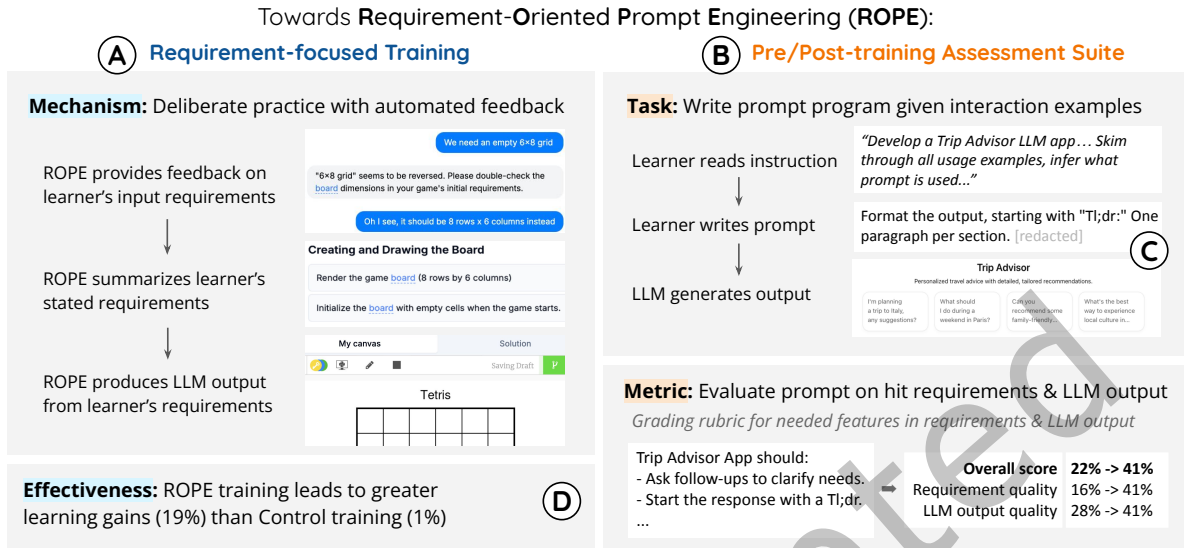 Towards Requirement-Oriented Prompt Engineering (ROPE):
A Requirement-focused Training
Mechanism: Deliberate practice with automated feedback
ROPE provides feedback on
learner's input requirements
ROPE summarizes learner's
stated requirements
ROPE produces LLM output
from learner's requirements
We need an empty 6×8 grid
"6×8 grid" seems to be reversed. Please double-check the
board dimensions in your game's initial requirements.
Oh I see, it should be 8 rows x 6 columns instead
Creating and Drawing the Board
Render the game board (8 rows by 6 columns)
Initialize the board with empty cells when the game starts.
My canvas Solution
Saving Draft
Tetris
Effectiveness: ROPE training leads to greater
learning gains (19%) than Control training (1%)
D
B Pre/Post-training Assessment Suite
Task: Write prompt program given interaction examples
Learner reads instruction
Learner writes prompt
LLM generates output
"Develop a Trip Advisor LLM app... Skim
through all usage examples, infer what
prompt is used..."
Format the output, starting with "Tl;dr:" One
paragraph per section. [redacted]
C
Trip Advisor
Personalized travel advice with detailed, tailored recommendations.
I'm planning
a trip to Italy,
any suggestions?
What should
I do during a
weekend in Paris?
Can you
recommend some
family-friendly...
What's the best
way to experience
local culture in...
Metric: Evaluate prompt on hit requirements & LLM output
Grading rubric for needed features in requirements & LLM output
Trip Advisor App should:
- Ask follow-ups to clarify needs.
- Start the response with a Tl;dr.
...
Overall score 22% -> 41%
Requirement quality 16% -> 41%
LLM output quality 28% -> 41%